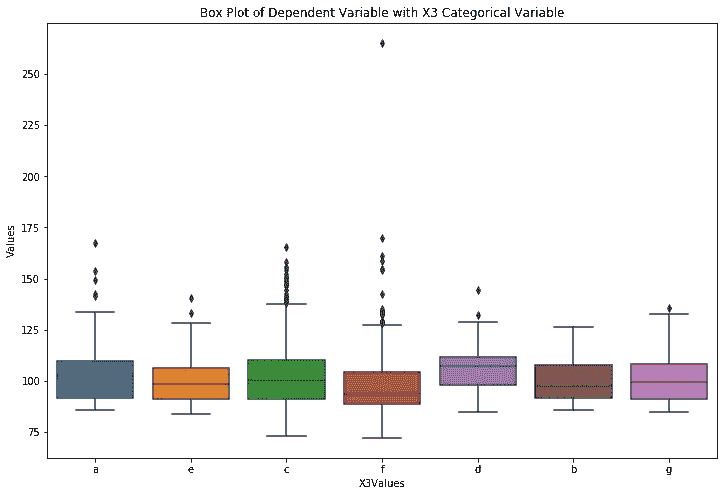 Box Plot of Dependent Variable with X3 Categorical Variable
250
225
200
175
150
125
100
75
Values
a e c f d b g
X3Values